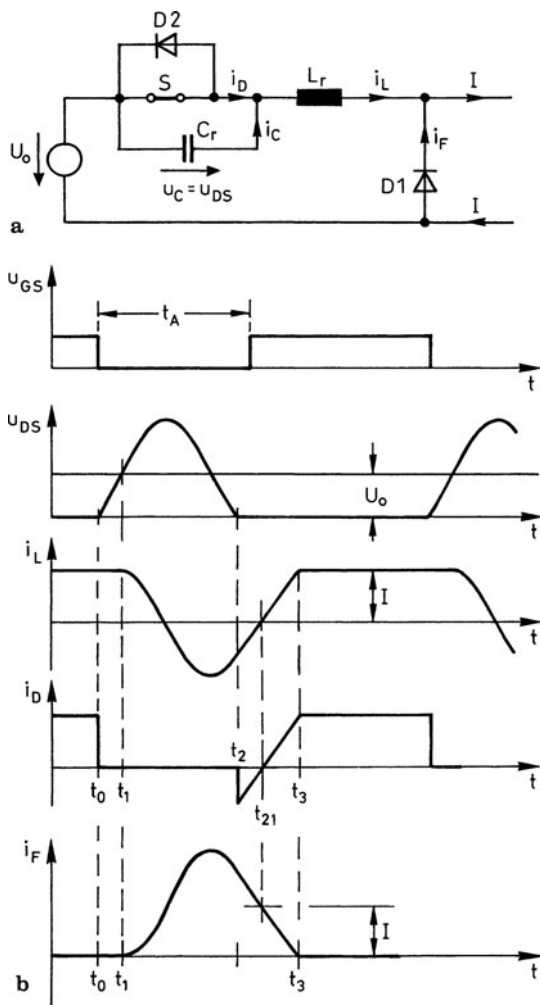 a
D2
S
i_D
L_r
i_L
I
U_o
C_r
i_C
i_F
u_C = u_DS
D1
I
b
u_GS
t_A
t
u_DS
U_o
t
i_L
I
t
i_D
t_2
t
t_0 t_1 t_21 t_3
i_F
I
t
t_0 t_1 t_3